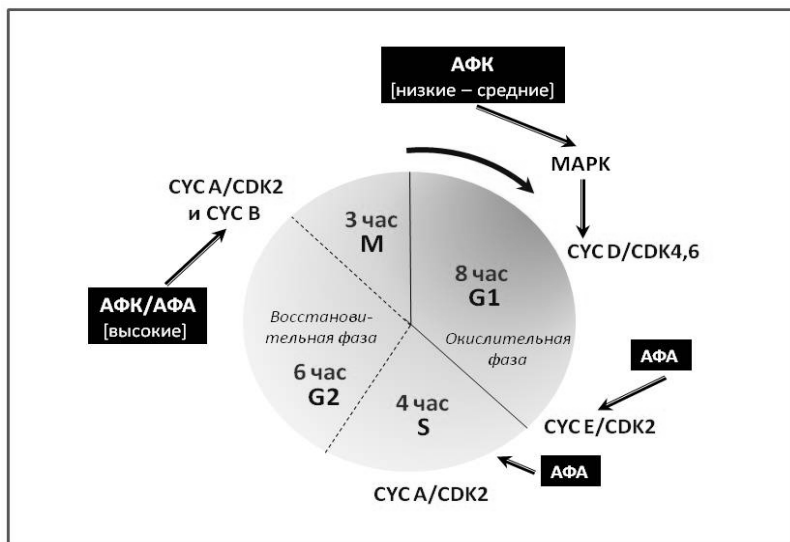 АФК
[низкие – средние]
МАРК
CYC D/CDK4,6
CYC A/CDK2
и CYC B
3 час
M
8 час
G1
АФК/АФА
[высокие]
Восстанови-
тельная фаза
Окислительная
фаза
АФА
6 час
G2
4 час
S
CYC E/CDK2
АФА
CYC A/CDK2